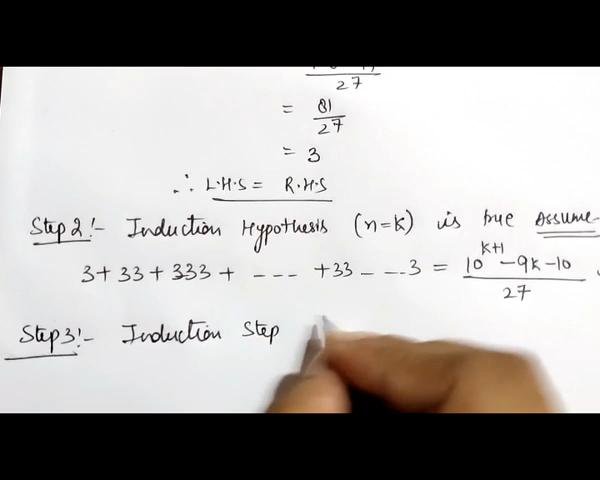 27
= 81/27
= 3
∴ L.H.S = R.H.S
Step 2:- Induction Hypothesis (n=k) is true Assume
3 + 33 + 333 + - - - + 33 - - - 3 = 10^(k+1) - 9k - 10 / 27
Step 3:- Induction Step